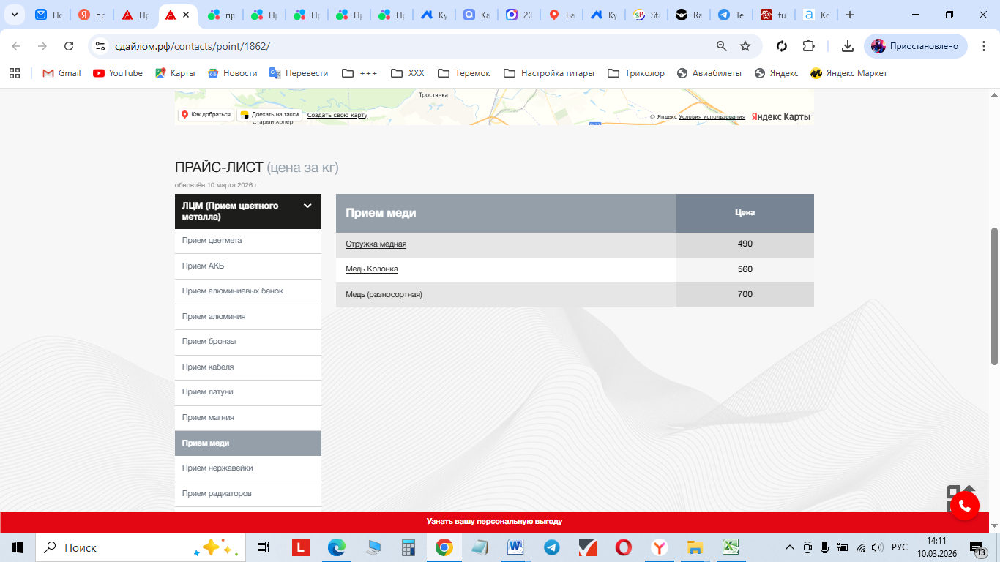 По
пр
Пр
пр
Пр
Пр
Пр
Пр
Ку
Ка
20
Ба
Ку
St
Ra
Те
tu
Кс
сдайлом.рф/contacts/point/1862/
Приостановлено
Gmail
YouTube
Карты
Новости
Перевести
+++
XXX
Теремок
Настройка гитары
Триколор
Авиабилеты
Яндекс
Яндекс Маркет
Тростянка
Как добраться
Доехать на такси
Создать свою карту
© Яндекс Условия использования
Яндекс Карты
Старый Хопер
ПРАЙС-ЛИСТ (цена за кг)
обновлён 10 марта 2026 г.
ЛЦМ (Прием цветного
металла)
Прием цветмета
Прием АКБ
Прием алюминиевых банок
Прием алюминия
Прием бронзы
Прием кабеля
Прием латуни
Прием магния
Прием меди
Прием нержавейки
Прием радиаторов
Прием меди Цена
Стружка медная 490
Медь Колонка 560
Медь (разносортная) 700
Узнать вашу персональную выгоду
Поиск
РУС
14:11
10.03.2026
13